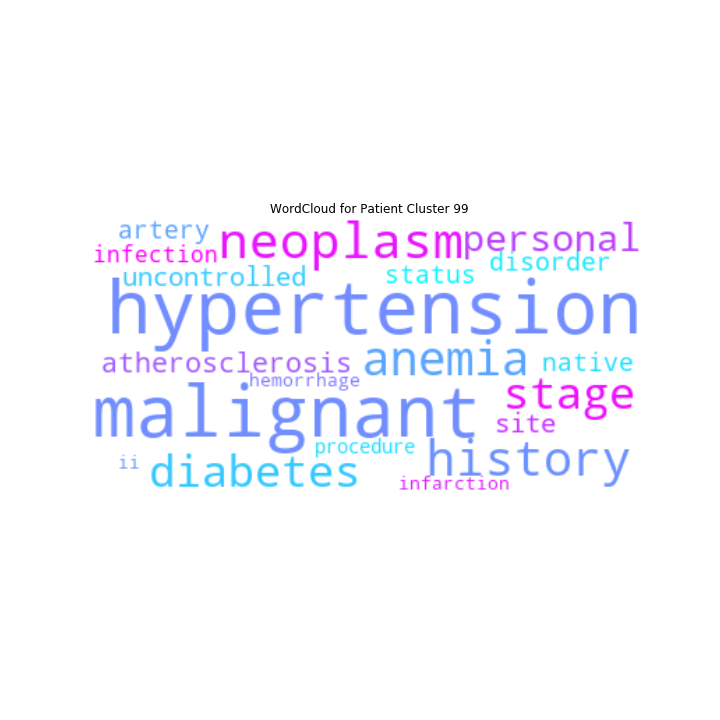 WordCloud for Patient Cluster 99
artery neoplasm personal
infection disorder
uncontrolled status
hypertension
atherosclerosis anemia native
hemorrhage
malignant stage
site
procedure history
ii diabetes
infarction